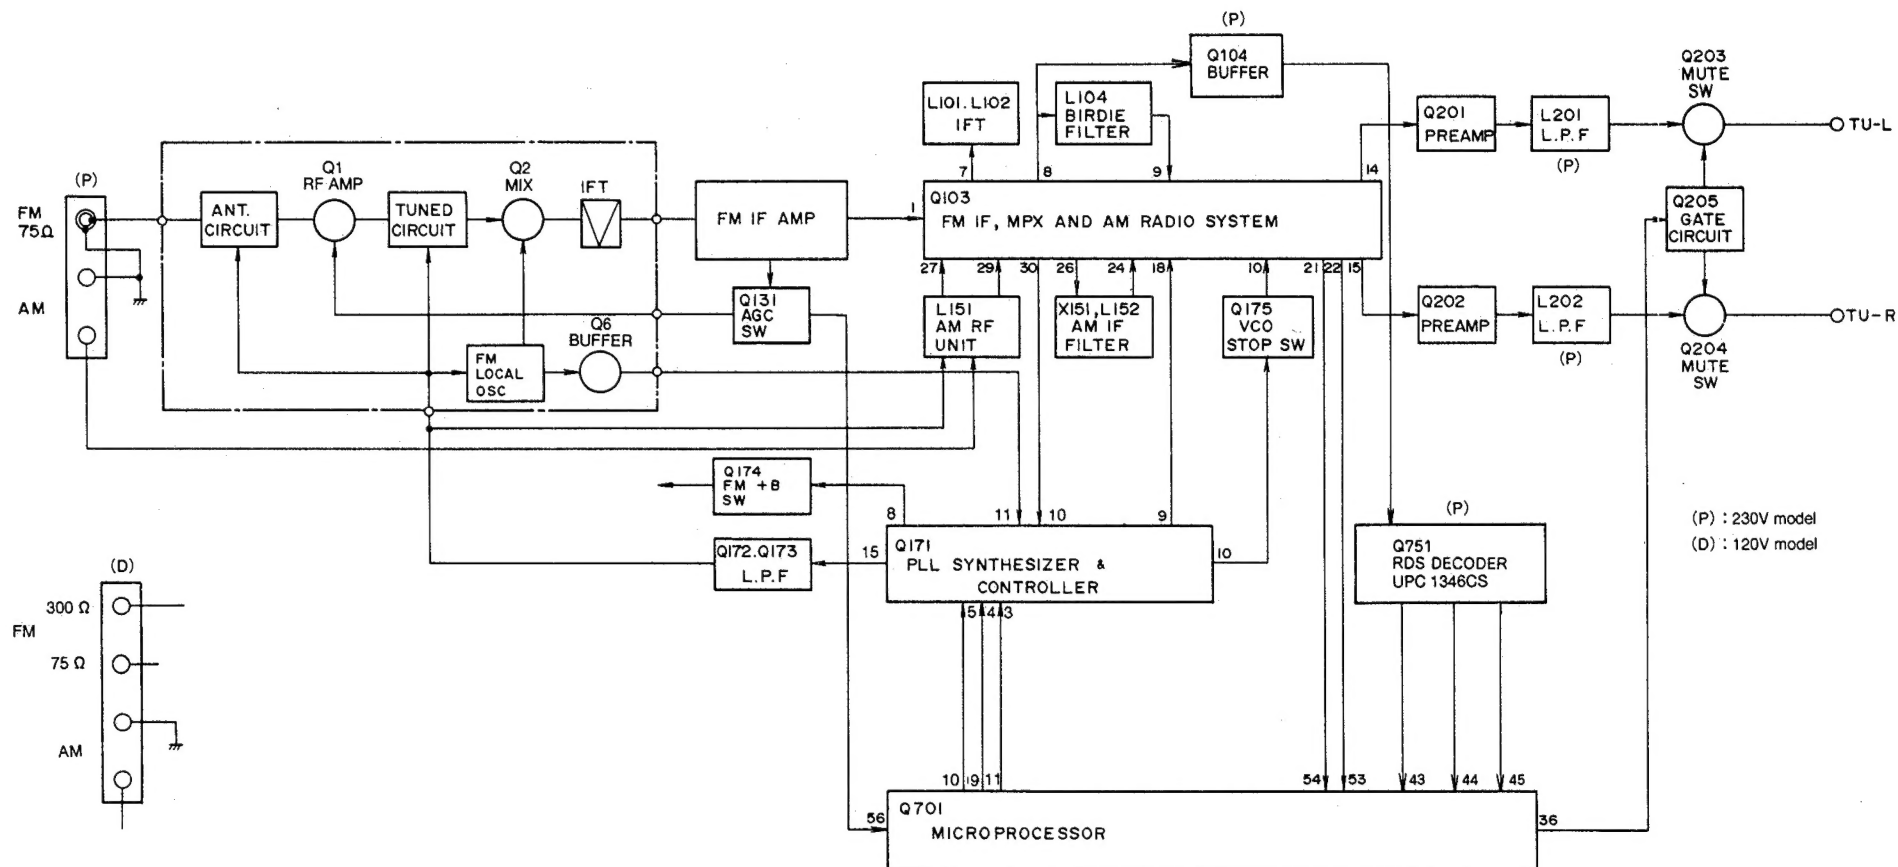 (P)
FM
75Ω
AM
ANT.
CIRCUIT
Q1
RF AMP
TUNED
CIRCUIT
Q2
MIX
IFT
FM
LOCAL
OSC
Q6
BUFFER
FM IF AMP
Q131
AGC
SW
L101. L102
IFT
L104
BIRDIE
FILTER
(P)
Q104
BUFFER
7
8
9
14
1
Q103
FM IF, MPX AND AM RADIO SYSTEM
27
29
30
26
24
18
10
21
22
15
L151
AM RF
UNIT
X151, L152
AM IF
FILTER
Q175
VCO
STOP SW
Q201
PREAMP
L201
L.P.F
(P)
Q203
MUTE
SW
TU-L
Q205
GATE
CIRCUIT
Q202
PREAMP
L202
L.P.F
(P)
Q204
MUTE
SW
TU-R
Q174
FM +B
SW
Q172.Q173
L.P.F
8
11
10
9
15
10
Q171
PLL SYNTHESIZER &
CONTROLLER
5
4
3
(P)
Q751
RDS DECODER
UPC 1346CS
(P) : 230V model
(D) : 120V model
(D)
300 Ω
FM
75 Ω
AM
10
19
11
54
53
43
44
45
56
36
Q701
MICROPROCESSOR